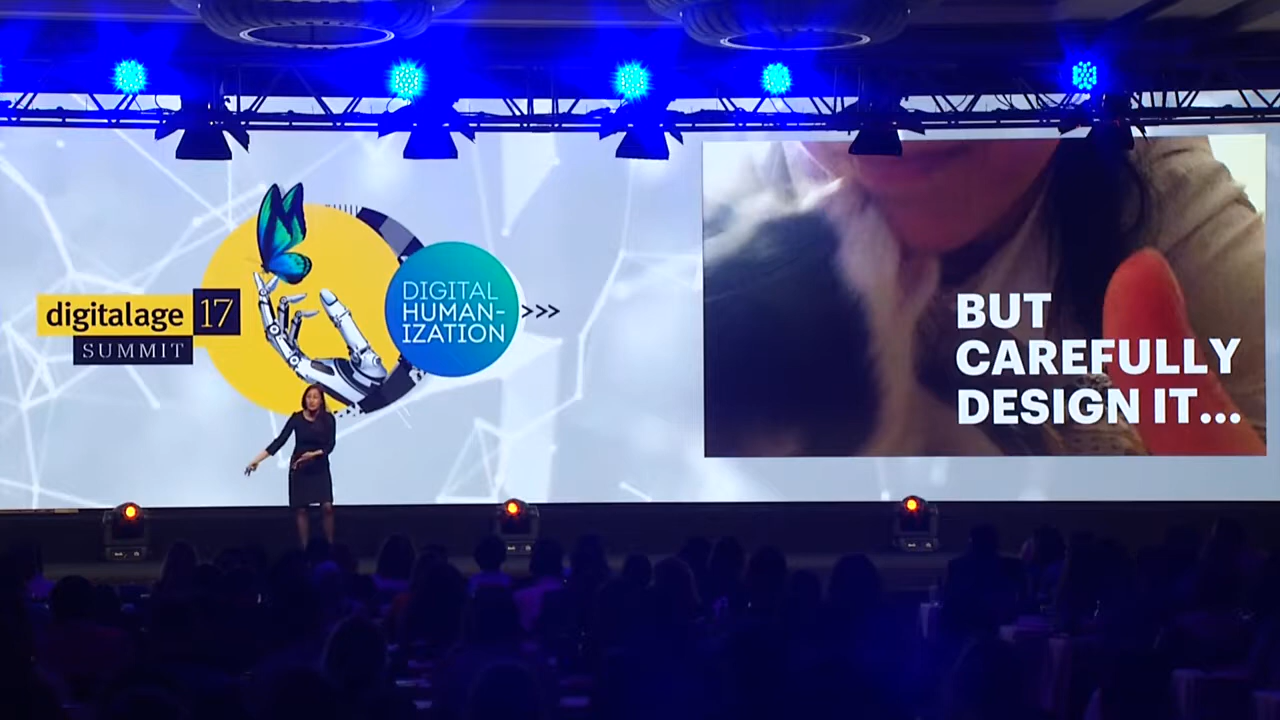 digitalage 17
SUMMIT
DIGITAL
HUMAN-
IZATION
>>>
BUT
CAREFULLY
DESIGN IT...